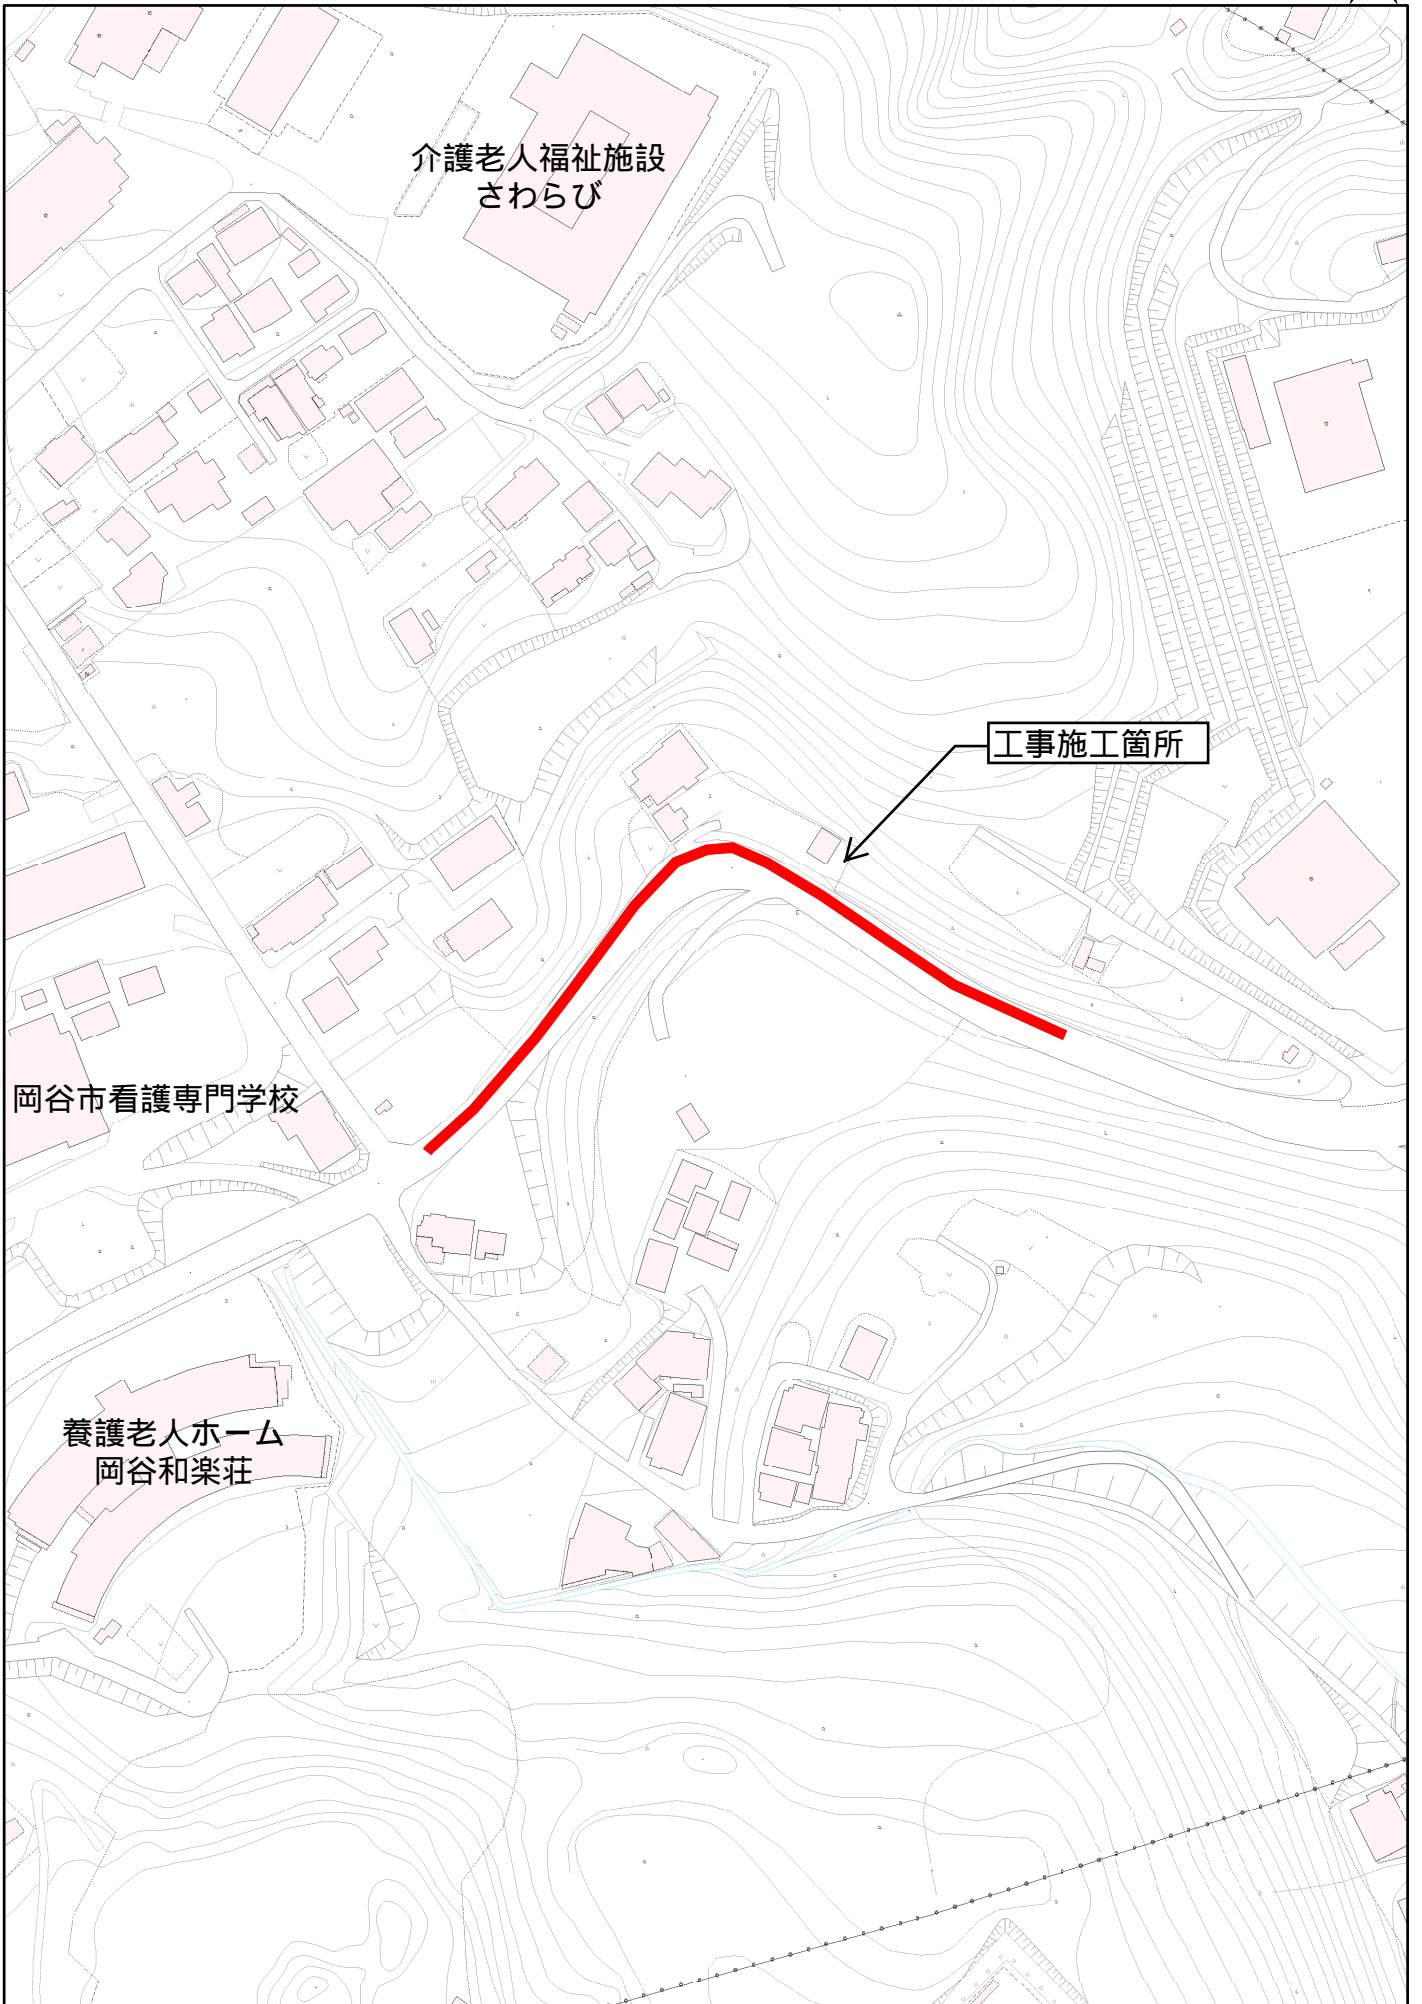 介護老人福祉施設
さわらび
工事施工箇所
岡谷市看護専門学校
養護老人ホーム
岡谷和楽荘